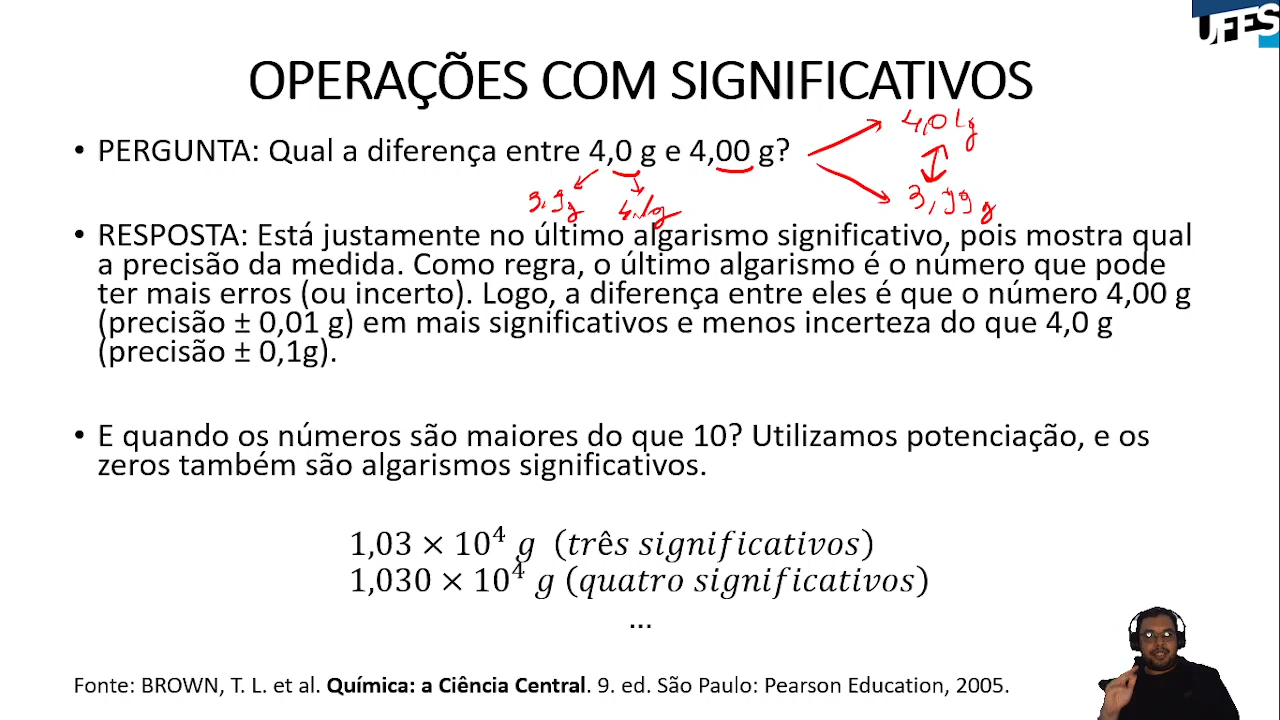 UFES
OPERAÇÕES COM SIGNIFICATIVOS
• PERGUNTA: Qual a diferença entre 4,0 g e 4,00 g?
4,01g
3,99g
3,9g
4,1g
• RESPOSTA: Está justamente no último algarismo significativo, pois mostra qual
a precisão da medida. Como regra, o último algarismo é o número que pode
ter mais erros (ou incerto). Logo, a diferença entre eles é que o número 4,00 g
(precisão ± 0,01 g) em mais significativos e menos incerteza do que 4,0 g
(precisão ± 0,1g).
• E quando os números são maiores do que 10? Utilizamos potenciação, e os
zeros também são algarismos significativos.
1,03 × 10⁴ g (três significativos)
1,030 × 10⁴ g (quatro significativos)
...
Fonte: BROWN, T. L. et al. Química: a Ciência Central. 9. ed. São Paulo: Pearson Education, 2005.